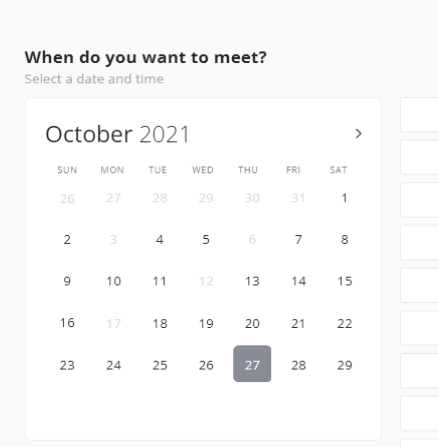 When do you want to meet?
Select a date and time
October 2021
SUN MON TUE WED THU FRI SAT
26 27 28 29 30 31 1
2 3 4 5 6 7 8
9 10 11 12 13 14 15
16 17 18 19 20 21 22
23 24 25 26 27 28 29